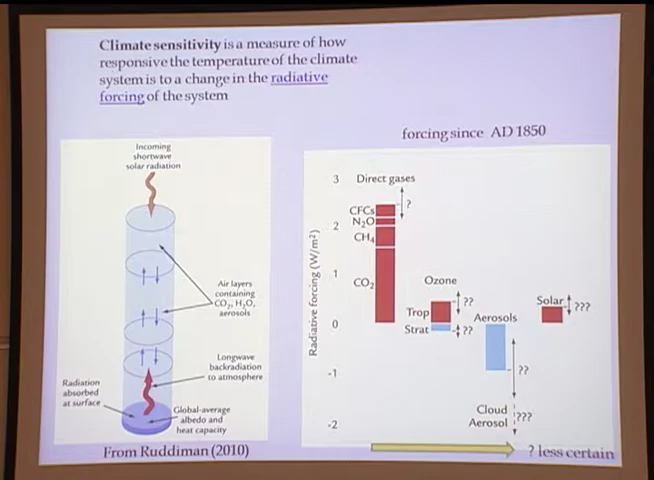 Climate sensitivity is a measure of how
responsive the temperature of the climate
system is to a change in the radiative
forcing of the system
forcing since AD 1850
Incoming
shortwave
solar radiation
Air layers
containing
CO₂, H₂O,
aerosols
Longwave
backradiation
to atmosphere
Radiation
absorbed
at surface
Global-average
albedo and
heat capacity
From Ruddiman (2010)
Radiative forcing (W/m²)
3
2
1
0
-1
-2
Direct gases
CFCs
?
N₂O
CH₄
CO₂
Ozone
Trop
??
Strat
??
Aerosols
??
Solar
???
Cloud
Aerosol
???
? less certain